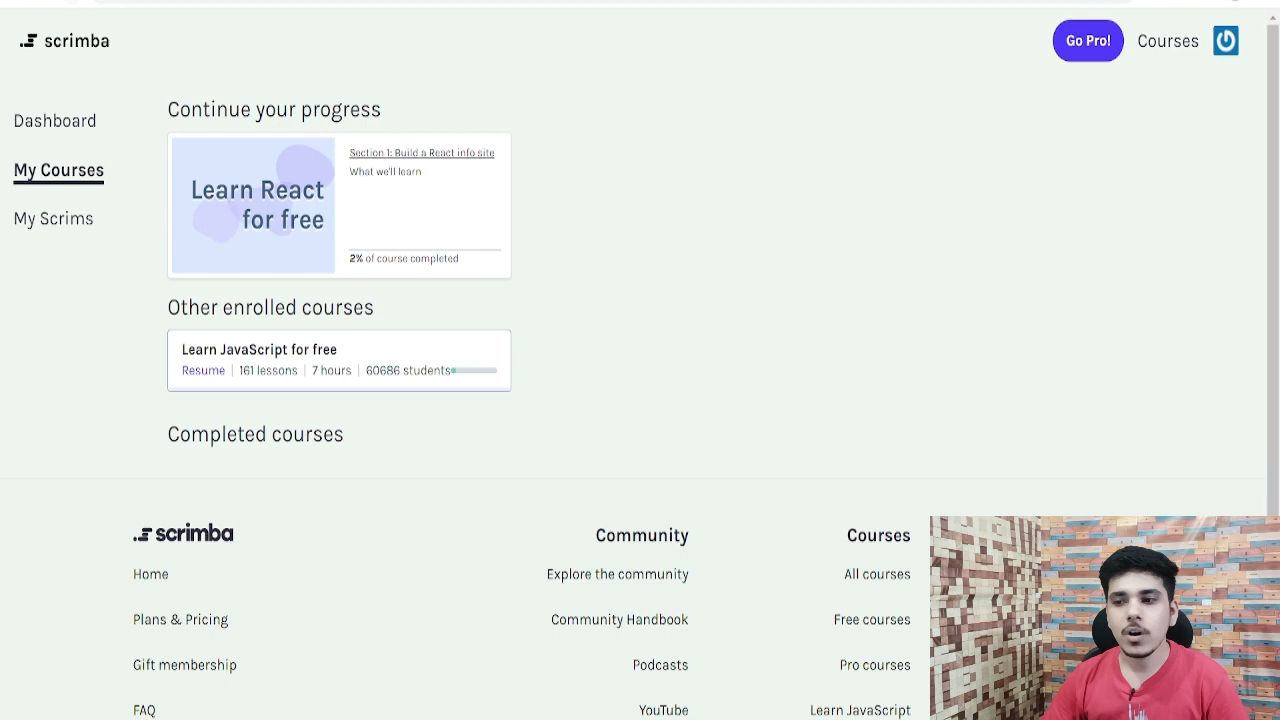 scrimba
Go Pro!
Courses
Dashboard
My Courses
My Scrims
Continue your progress
Learn React
for free
Section 1: Build a React info site
What we'll learn
2% of course completed
Other enrolled courses
Learn JavaScript for free
Resume | 161 lessons | 7 hours | 60686 students
Completed courses
scrimba
Home
Plans & Pricing
Gift membership
FAQ
Community
Explore the community
Community Handbook
Podcasts
YouTube
Courses
All courses
Free courses
Pro courses
Learn JavaScript